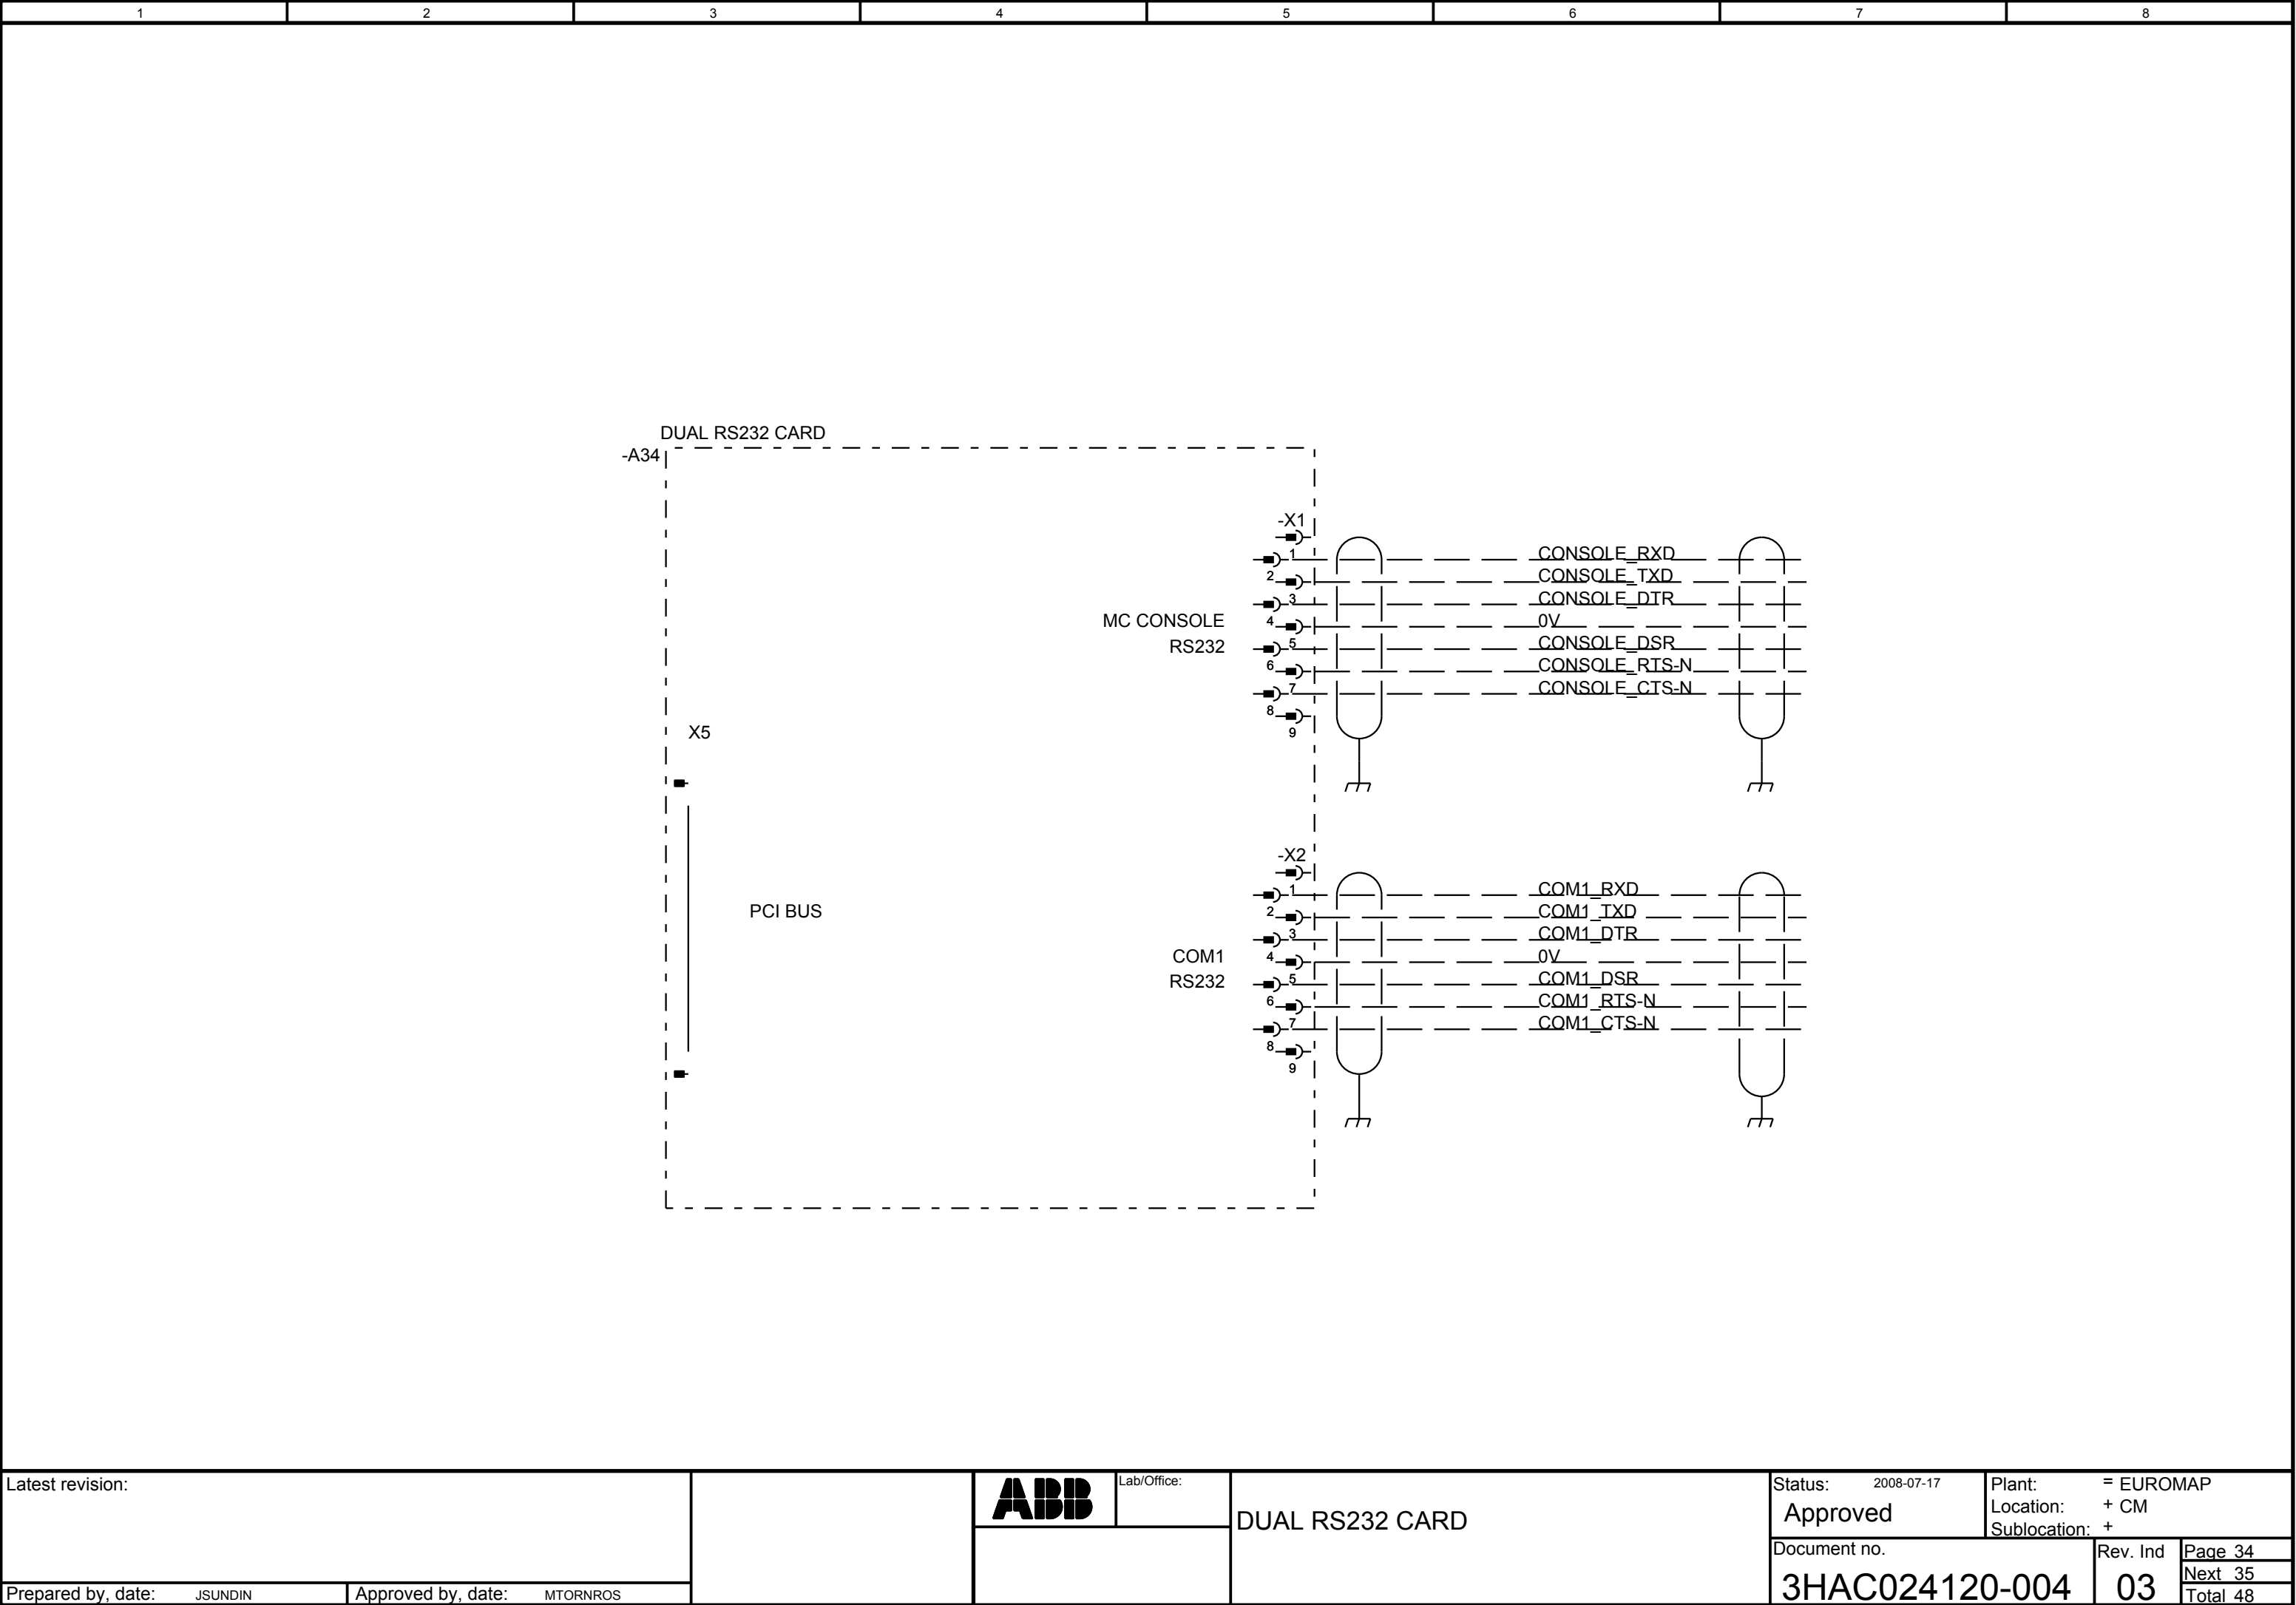 1 2 3 4 5 6 7 8
DUAL RS232 CARD
-A34
-X1
1 CONSOLE_RXD
2 CONSOLE_TXD
3 CONSOLE_DTR
MC CONSOLE 4 0V
RS232 5 CONSOLE_DSR
6 CONSOLE_RTS-N
7 CONSOLE_CTS-N
8
9
X5
-X2
1 COM1_RXD
PCI BUS 2 COM1_TXD
3 COM1_DTR
COM1 4 0V
RS232 5 COM1_DSR
6 COM1_RTS-N
7 COM1_CTS-N
8
9
Latest revision:
Prepared by, date: JSUNDIN
Approved by, date: MTORNROS
ABB
Lab/Office:
DUAL RS232 CARD
Status: 2008-07-17
Approved
Plant: = EUROMAP
Location: + CM
Sublocation: +
Document no.
3HAC024120-004
Rev. Ind
03
Page 34
Next 35
Total 48